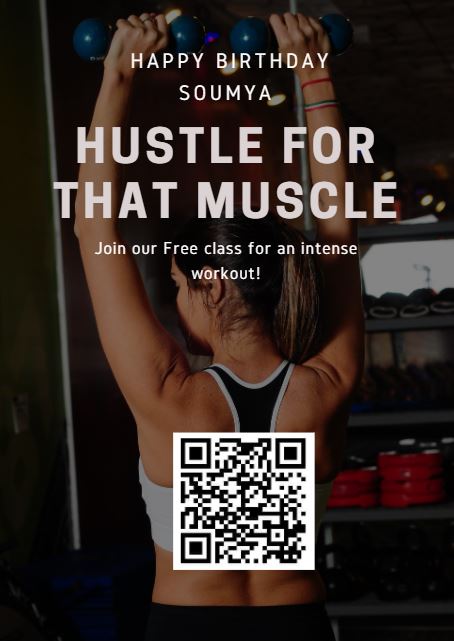 HAPPY BIRTHDAY
SOUMYA
HUSTLE FOR
THAT MUSCLE
Join our Free class for an intense
workout!